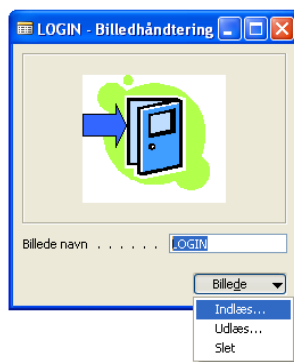 LOGIN - Billedhåndtering
Billede navn . . . . . . LOGIN
Billede
Indlæs...
Udlæs...
Slet